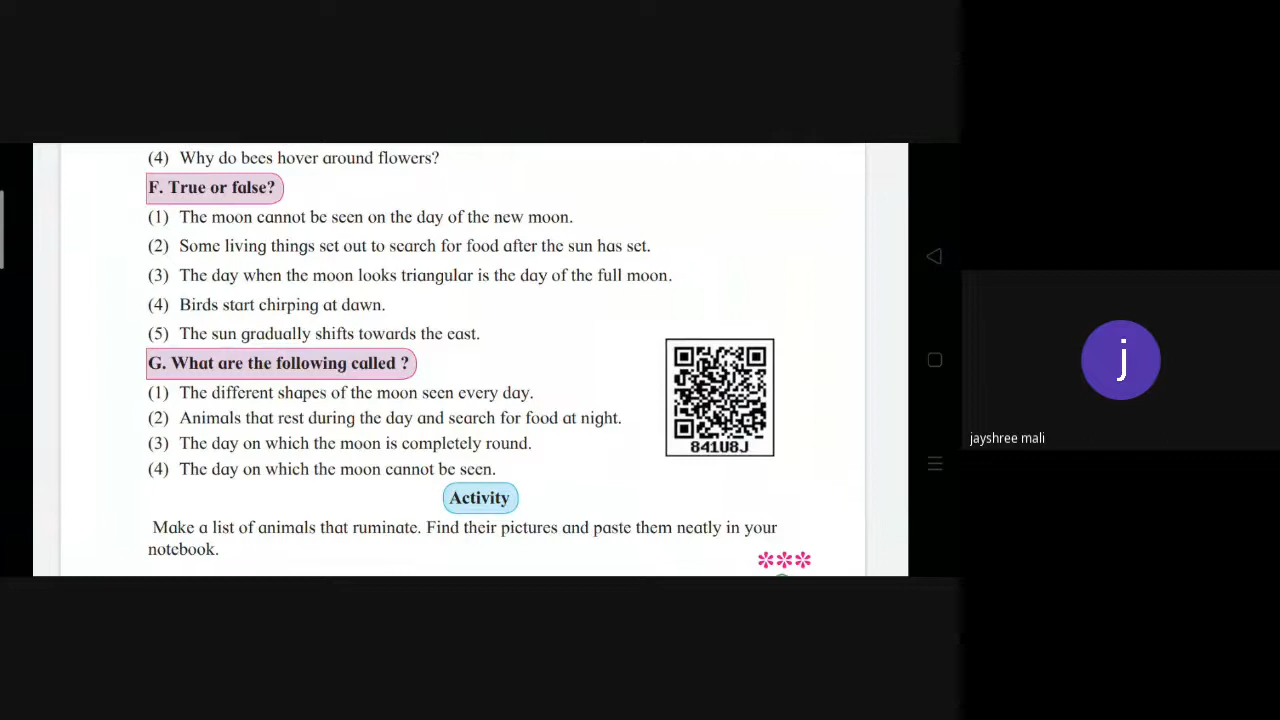 (4) Why do bees hover around flowers?
F. True or false?
(1) The moon cannot be seen on the day of the new moon.
(2) Some living things set out to search for food after the sun has set.
(3) The day when the moon looks triangular is the day of the full moon.
(4) Birds start chirping at dawn.
(5) The sun gradually shifts towards the east.
G. What are the following called ?
(1) The different shapes of the moon seen every day.
(2) Animals that rest during the day and search for food at night.
(3) The day on which the moon is completely round.
(4) The day on which the moon cannot be seen.
841U8J
Activity
Make a list of animals that ruminate. Find their pictures and paste them neatly in your
notebook.
***
j
jayshree mali